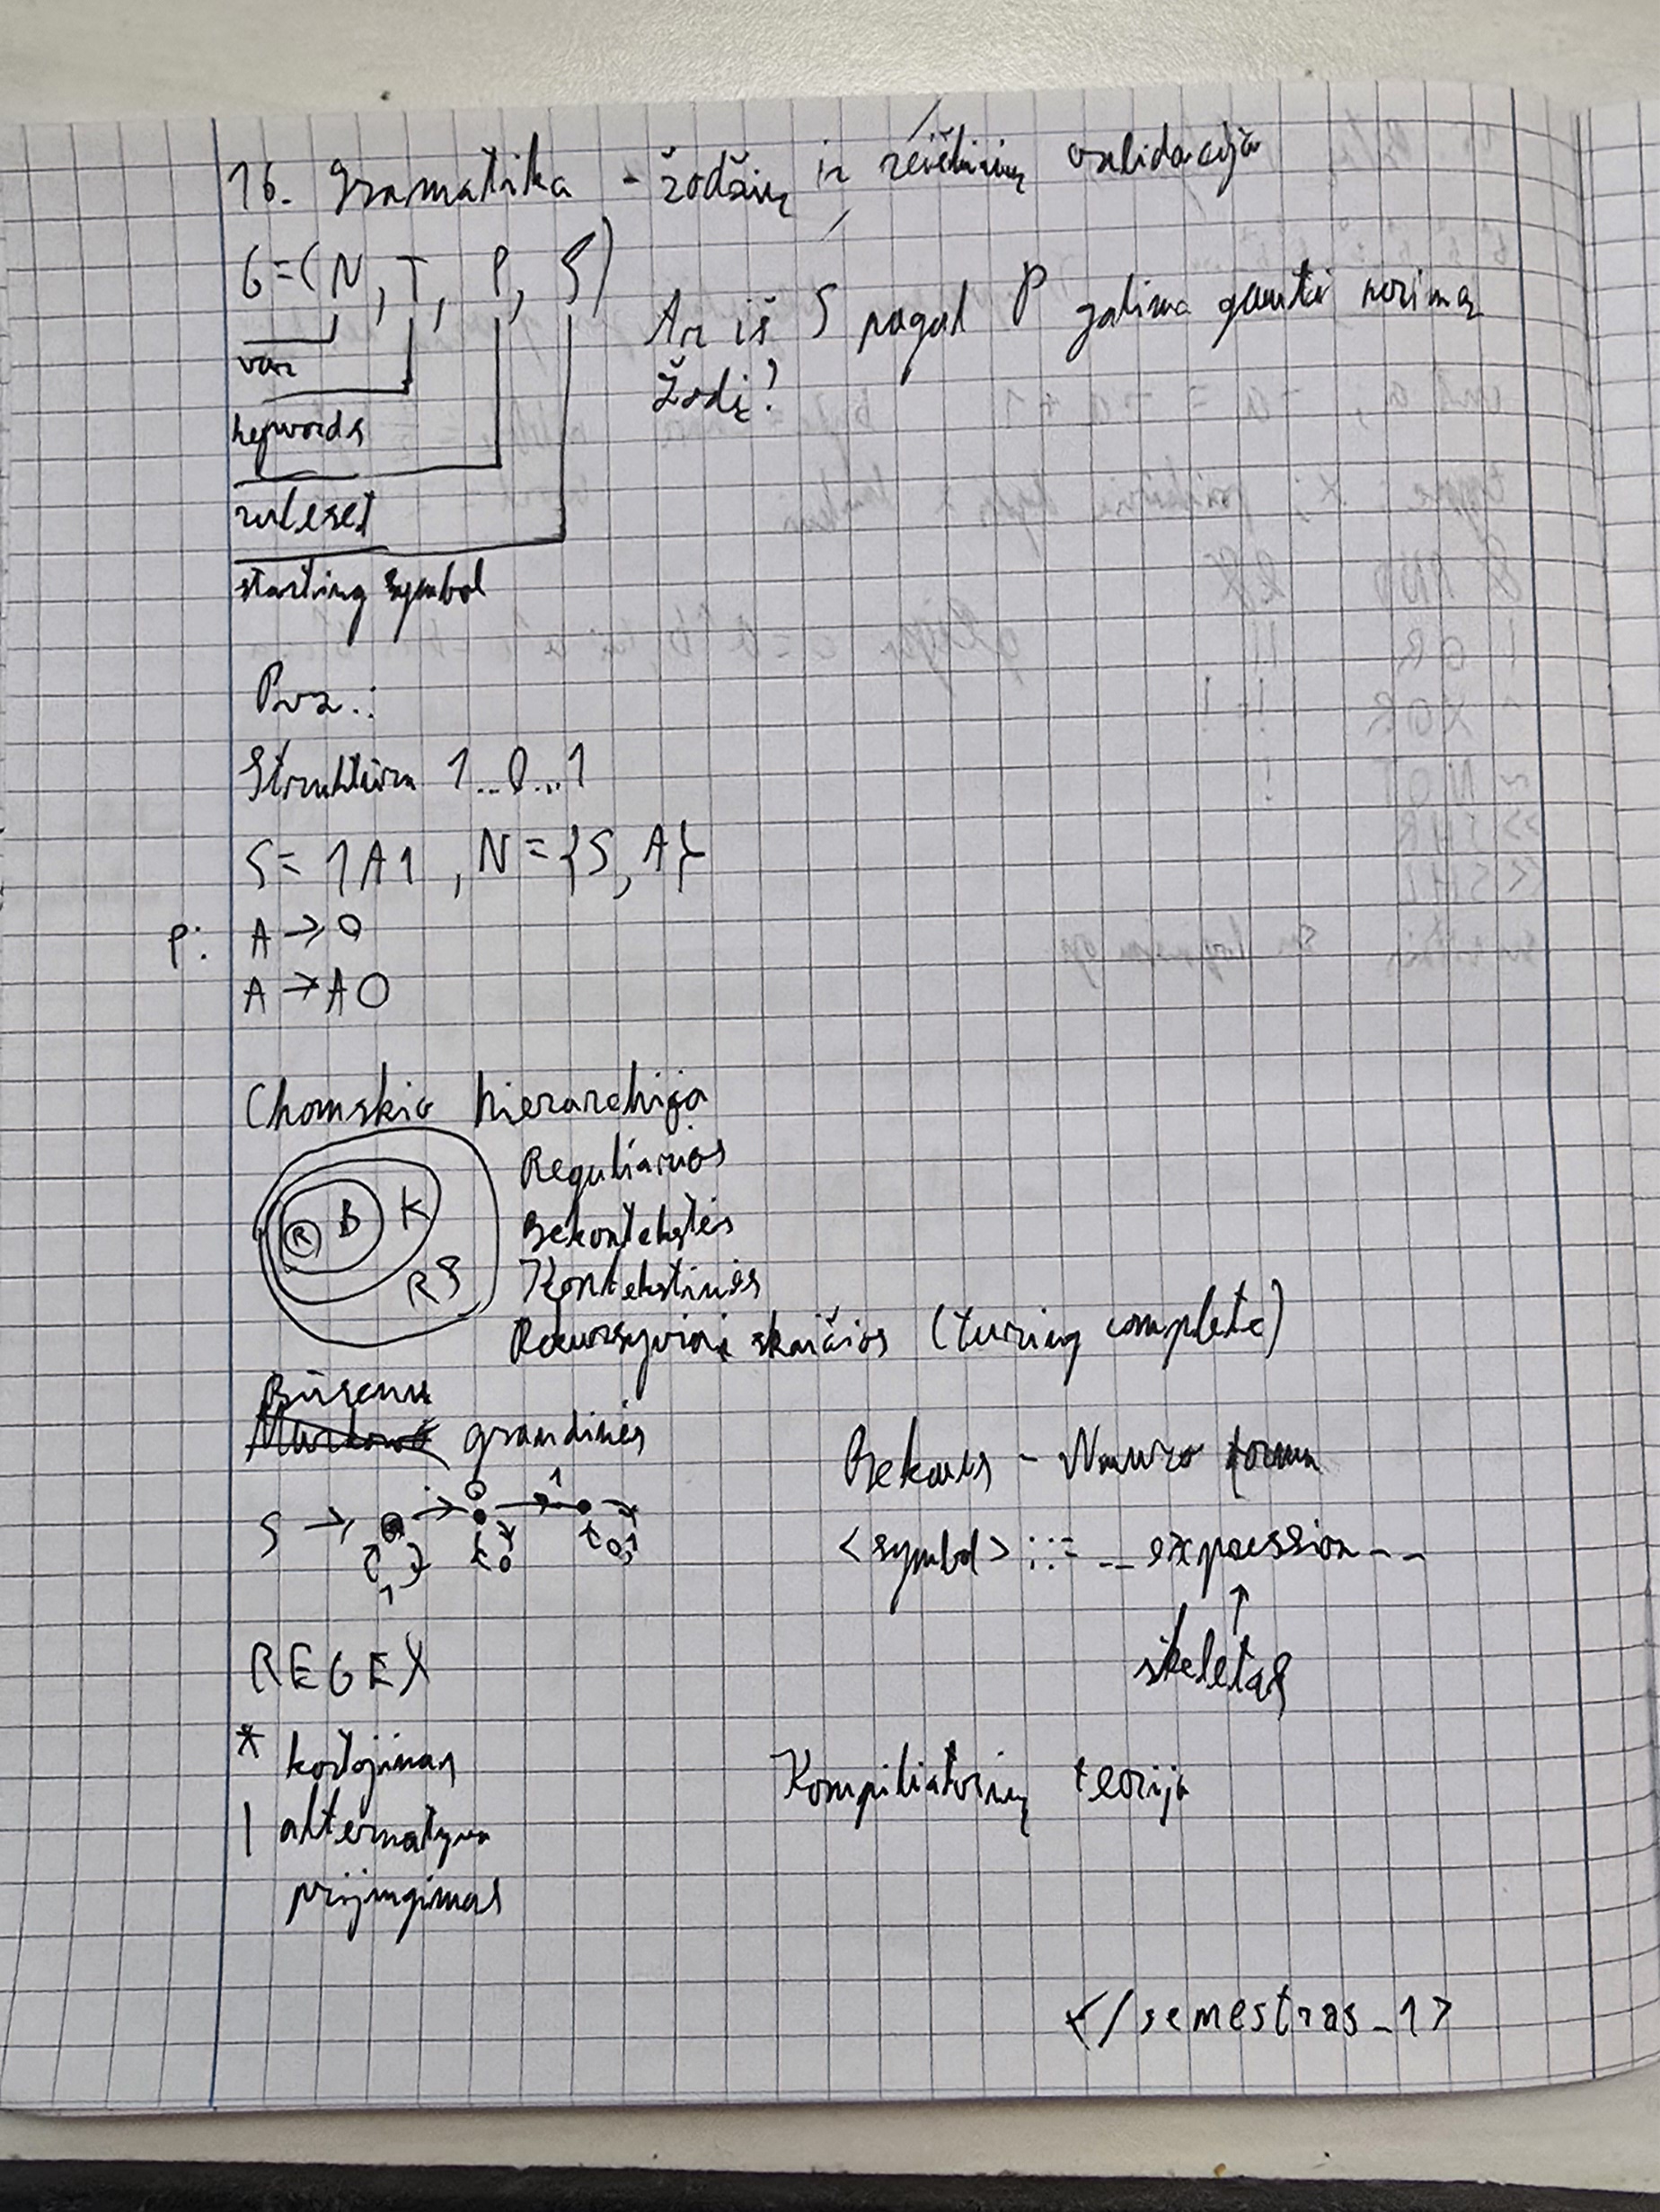 16. Gramatika - žodžių ir reiškinių validacija
G=(N, T, P, S)
var
keywords
ruleset
starting symbol
Ar iš S pagal P galima gauti norimą
žodį?
Pvz.:
Struktūra 1...0...1
S= 1A1, N={S, A}
P: A → 0
A → A0
Chomskio hierarchija
R B K RS
Reguliarios
Bekontekstės
Kontekstinės
Rekursyviai skaičios (turing complete)
Būsenų
grandinės
S → 0 1
1 0 0,1
Bekaus - Nauro forma
<symbol> ::= __expression__
skeletas
REGEX
* kartojimas
| alternatyva
prijungimas
Kompiliatorių teorija
</semestras_1>